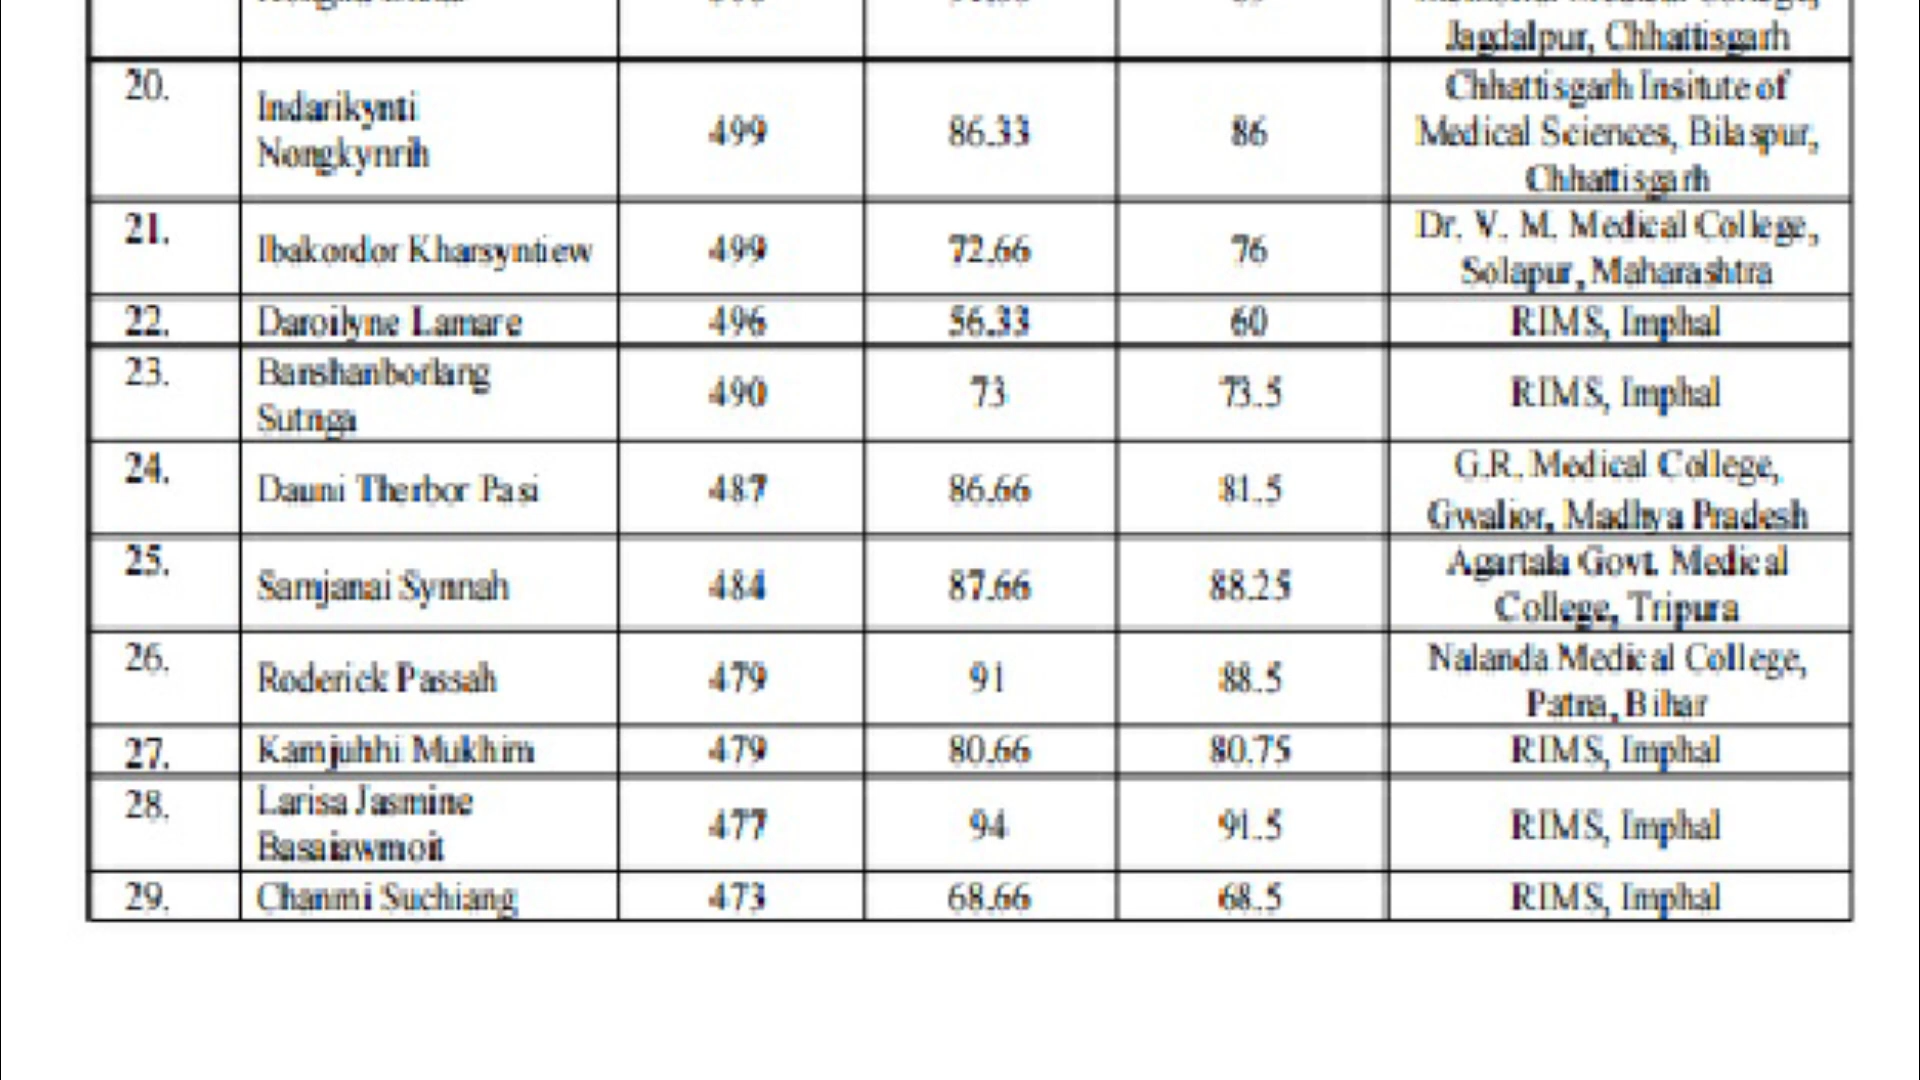 Jagdalpur, Chhattisgarh
20.
Indarikynti
Nongkynrih
499
86.33
86
Chhattisgarh Insitute of
Medical Sciences, Bilaspur,
Chhattisgarh
21.
Ibakordor Kharsyntiew
499
72.66
76
Dr. V. M. Medical College,
Solapur, Maharashtra
22.
Daroilyne Lamare
496
56.33
60
RIMS, Imphal
23.
Banshanborlang
Sutnga
490
73
73.5
RIMS, Imphal
24.
Dauni Therbor Pasi
487
86.66
81.5
G.R. Medical College,
Gwalior, Madhya Pradesh
25.
Samjanai Synnah
484
87.66
88.25
Agartala Govt. Medical
College, Tripura
26.
Roderick Passah
479
91
88.5
Nalanda Medical College,
Patna, Bihar
27.
Kamjuhhi Mukhim
479
80.66
80.75
RIMS, Imphal
28.
Larisa Jasmine
Basaiawmoit
477
94
91.5
RIMS, Imphal
29.
Chanmi Suchiang
473
68.66
68.5
RIMS, Imphal